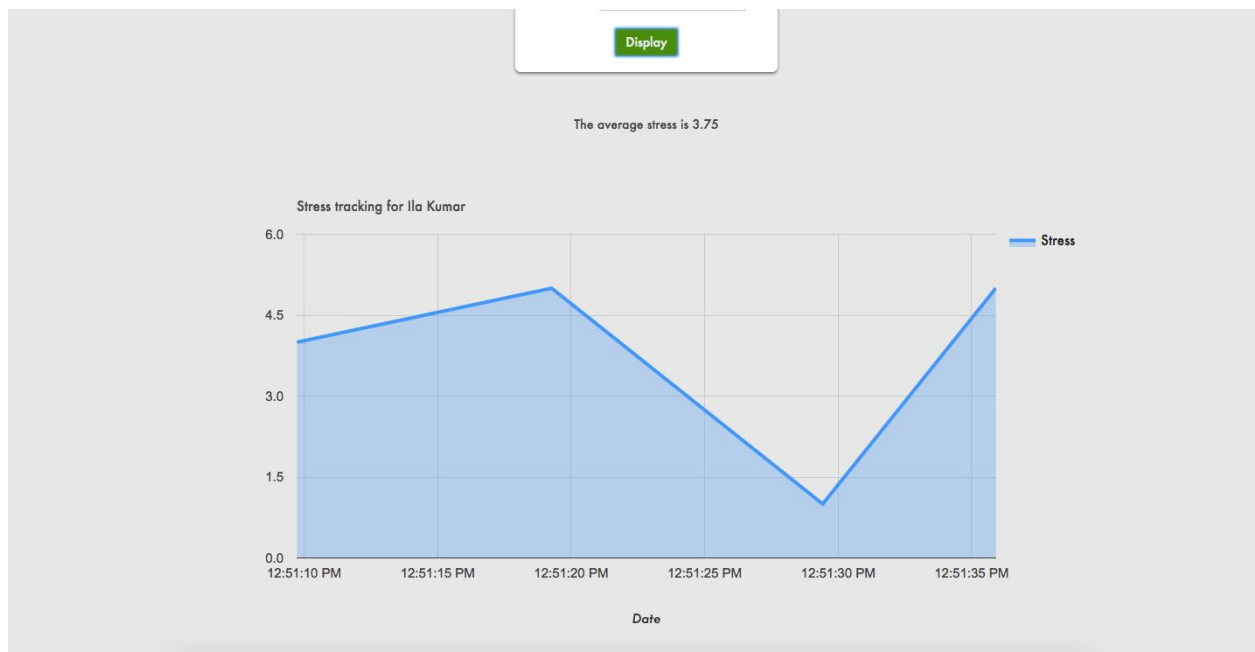 Display
The average stress is 3.75
Stress tracking for Ila Kumar
6.0
Stress
4.5
3.0
1.5
0.0
12:51:10 PM 12:51:15 PM 12:51:20 PM 12:51:25 PM 12:51:30 PM 12:51:35 PM
Date